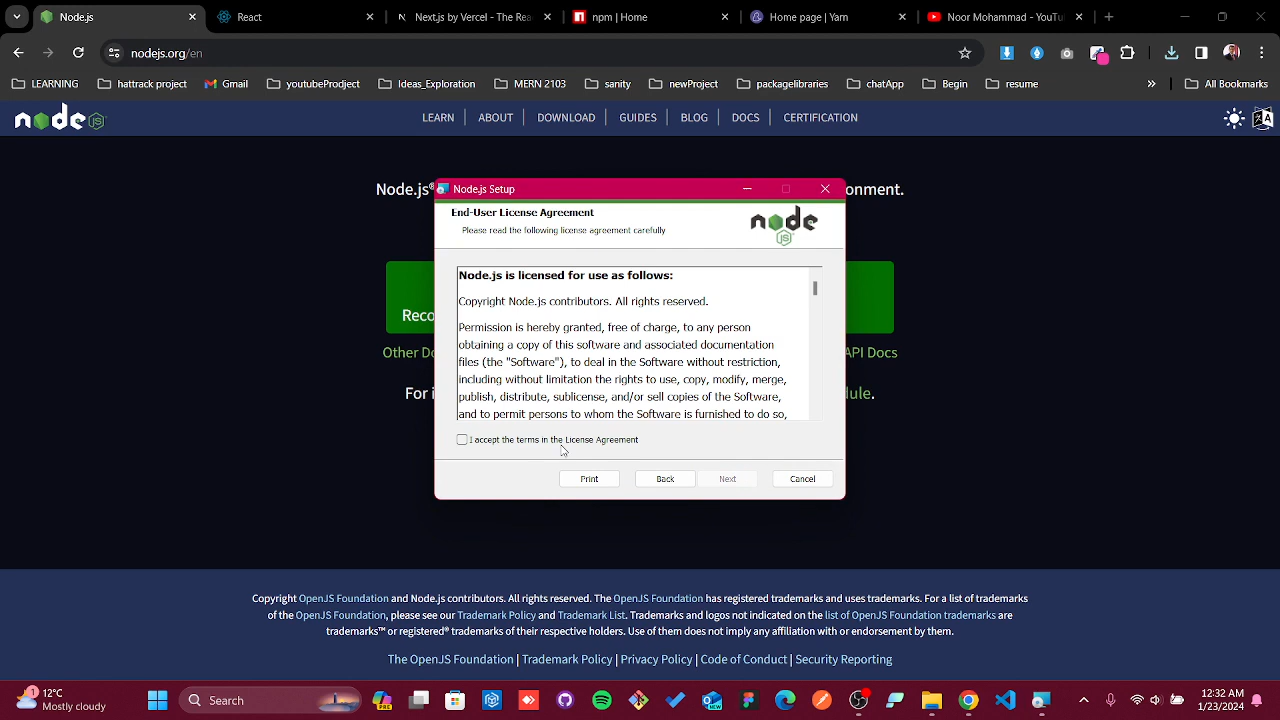 Node.js
React
Next.js by Vercel - The Rea
npm | Home
Home page | Yarn
Noor Mohammad - YouTu
nodejs.org/en
LEARNING
hattrack project
Gmail
youtubeProdject
Ideas_Exploration
MERN 2103
sanity
newProject
packagelibraries
chatApp
Begin
resume
All Bookmarks
node JS
LEARN
ABOUT
DOWNLOAD
GUIDES
BLOG
DOCS
CERTIFICATION
Node.js®
onment.
Node.js Setup
End-User License Agreement
Please read the following license agreement carefully
node JS
Node.js is licensed for use as follows:
Copyright Node.js contributors. All rights reserved.
Permission is hereby granted, free of charge, to any person
obtaining a copy of this software and associated documentation
files (the "Software"), to deal in the Software without restriction,
including without limitation the rights to use, copy, modify, merge,
publish, distribute, sublicense, and/or sell copies of the Software,
and to permit persons to whom the Software is furnished to do so,
Reco
Other Do
API Docs
For i
dule.
I accept the terms in the License Agreement
Print
Back
Next
Cancel
Copyright OpenJS Foundation and Node.js contributors. All rights reserved. The OpenJS Foundation has registered trademarks and uses trademarks. For a list of trademarks
of the OpenJS Foundation, please see our Trademark Policy and Trademark List. Trademarks and logos not indicated on the list of OpenJS Foundation trademarks are
trademarks™ or registered® trademarks of their respective holders. Use of them does not imply any affiliation with or endorsement by them.
The OpenJS Foundation | Trademark Policy | Privacy Policy | Code of Conduct | Security Reporting
1
12°C
Mostly cloudy
Search
PRE
NEW
12:32 AM
1/23/2024